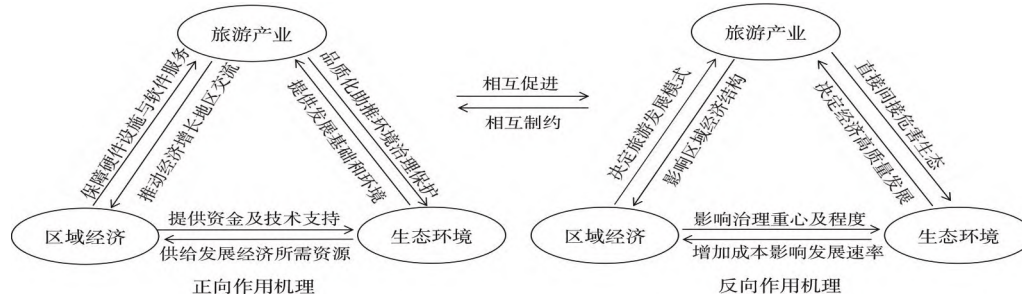 旅游产业
保障硬件设施与软件服务
推动经济增长地区交流
品质化助推环境治理保护
提供发展基础和环境
区域经济
提供资金及技术支持
供给发展经济所需资源
生态环境
正向作用机理
相互促进
相互制约
旅游产业
决定旅游发展模式
影响区域经济结构
直接间接危害生态
决定经济高质量发展
区域经济
影响治理重心及程度
增加成本影响发展速率
生态环境
反向作用机理